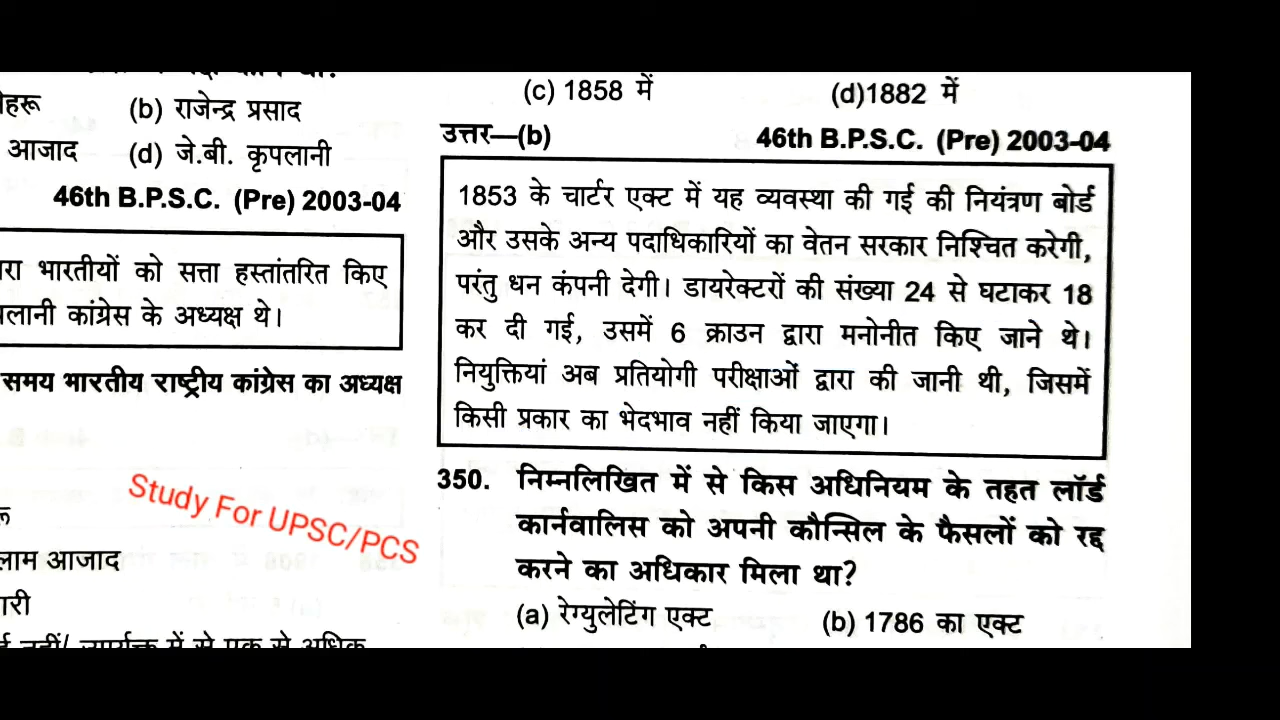 नेहरू (b) राजेन्द्र प्रसाद
आजाद (d) जे.बी. कृपलानी
46th B.P.S.C. (Pre) 2003-04
भारतीयों को सत्ता हस्तांतरित किए
कांग्रेस के अध्यक्ष थे।
समय भारतीय राष्ट्रीय कांग्रेस का अध्यक्ष
आजाद
Study For UPSC/PCS
(c) 1858 में (d)1882 में
उत्तर—(b) 46th B.P.S.C. (Pre) 2003-04
1853 के चार्टर एक्ट में यह व्यवस्था की गई की नियंत्रण बोर्ड
और उसके अन्य पदाधिकारियों का वेतन सरकार निश्चित करेगी,
परंतु धन कंपनी देगी। डायरेक्टरों की संख्या 24 से घटाकर 18
कर दी गई, उसमें 6 क्राउन द्वारा मनोनीत किए जाने थे।
नियुक्तियां अब प्रतियोगी परीक्षाओं द्वारा की जानी थी, जिसमें
किसी प्रकार का भेदभाव नहीं किया जाएगा।
350. निम्नलिखित में से किस अधिनियम के तहत लॉर्ड
कार्नवालिस को अपनी कौन्सिल के फैसलों को रद्द
करने का अधिकार मिला था?
(a) रेग्युलेटिंग एक्ट (b) 1786 का एक्ट